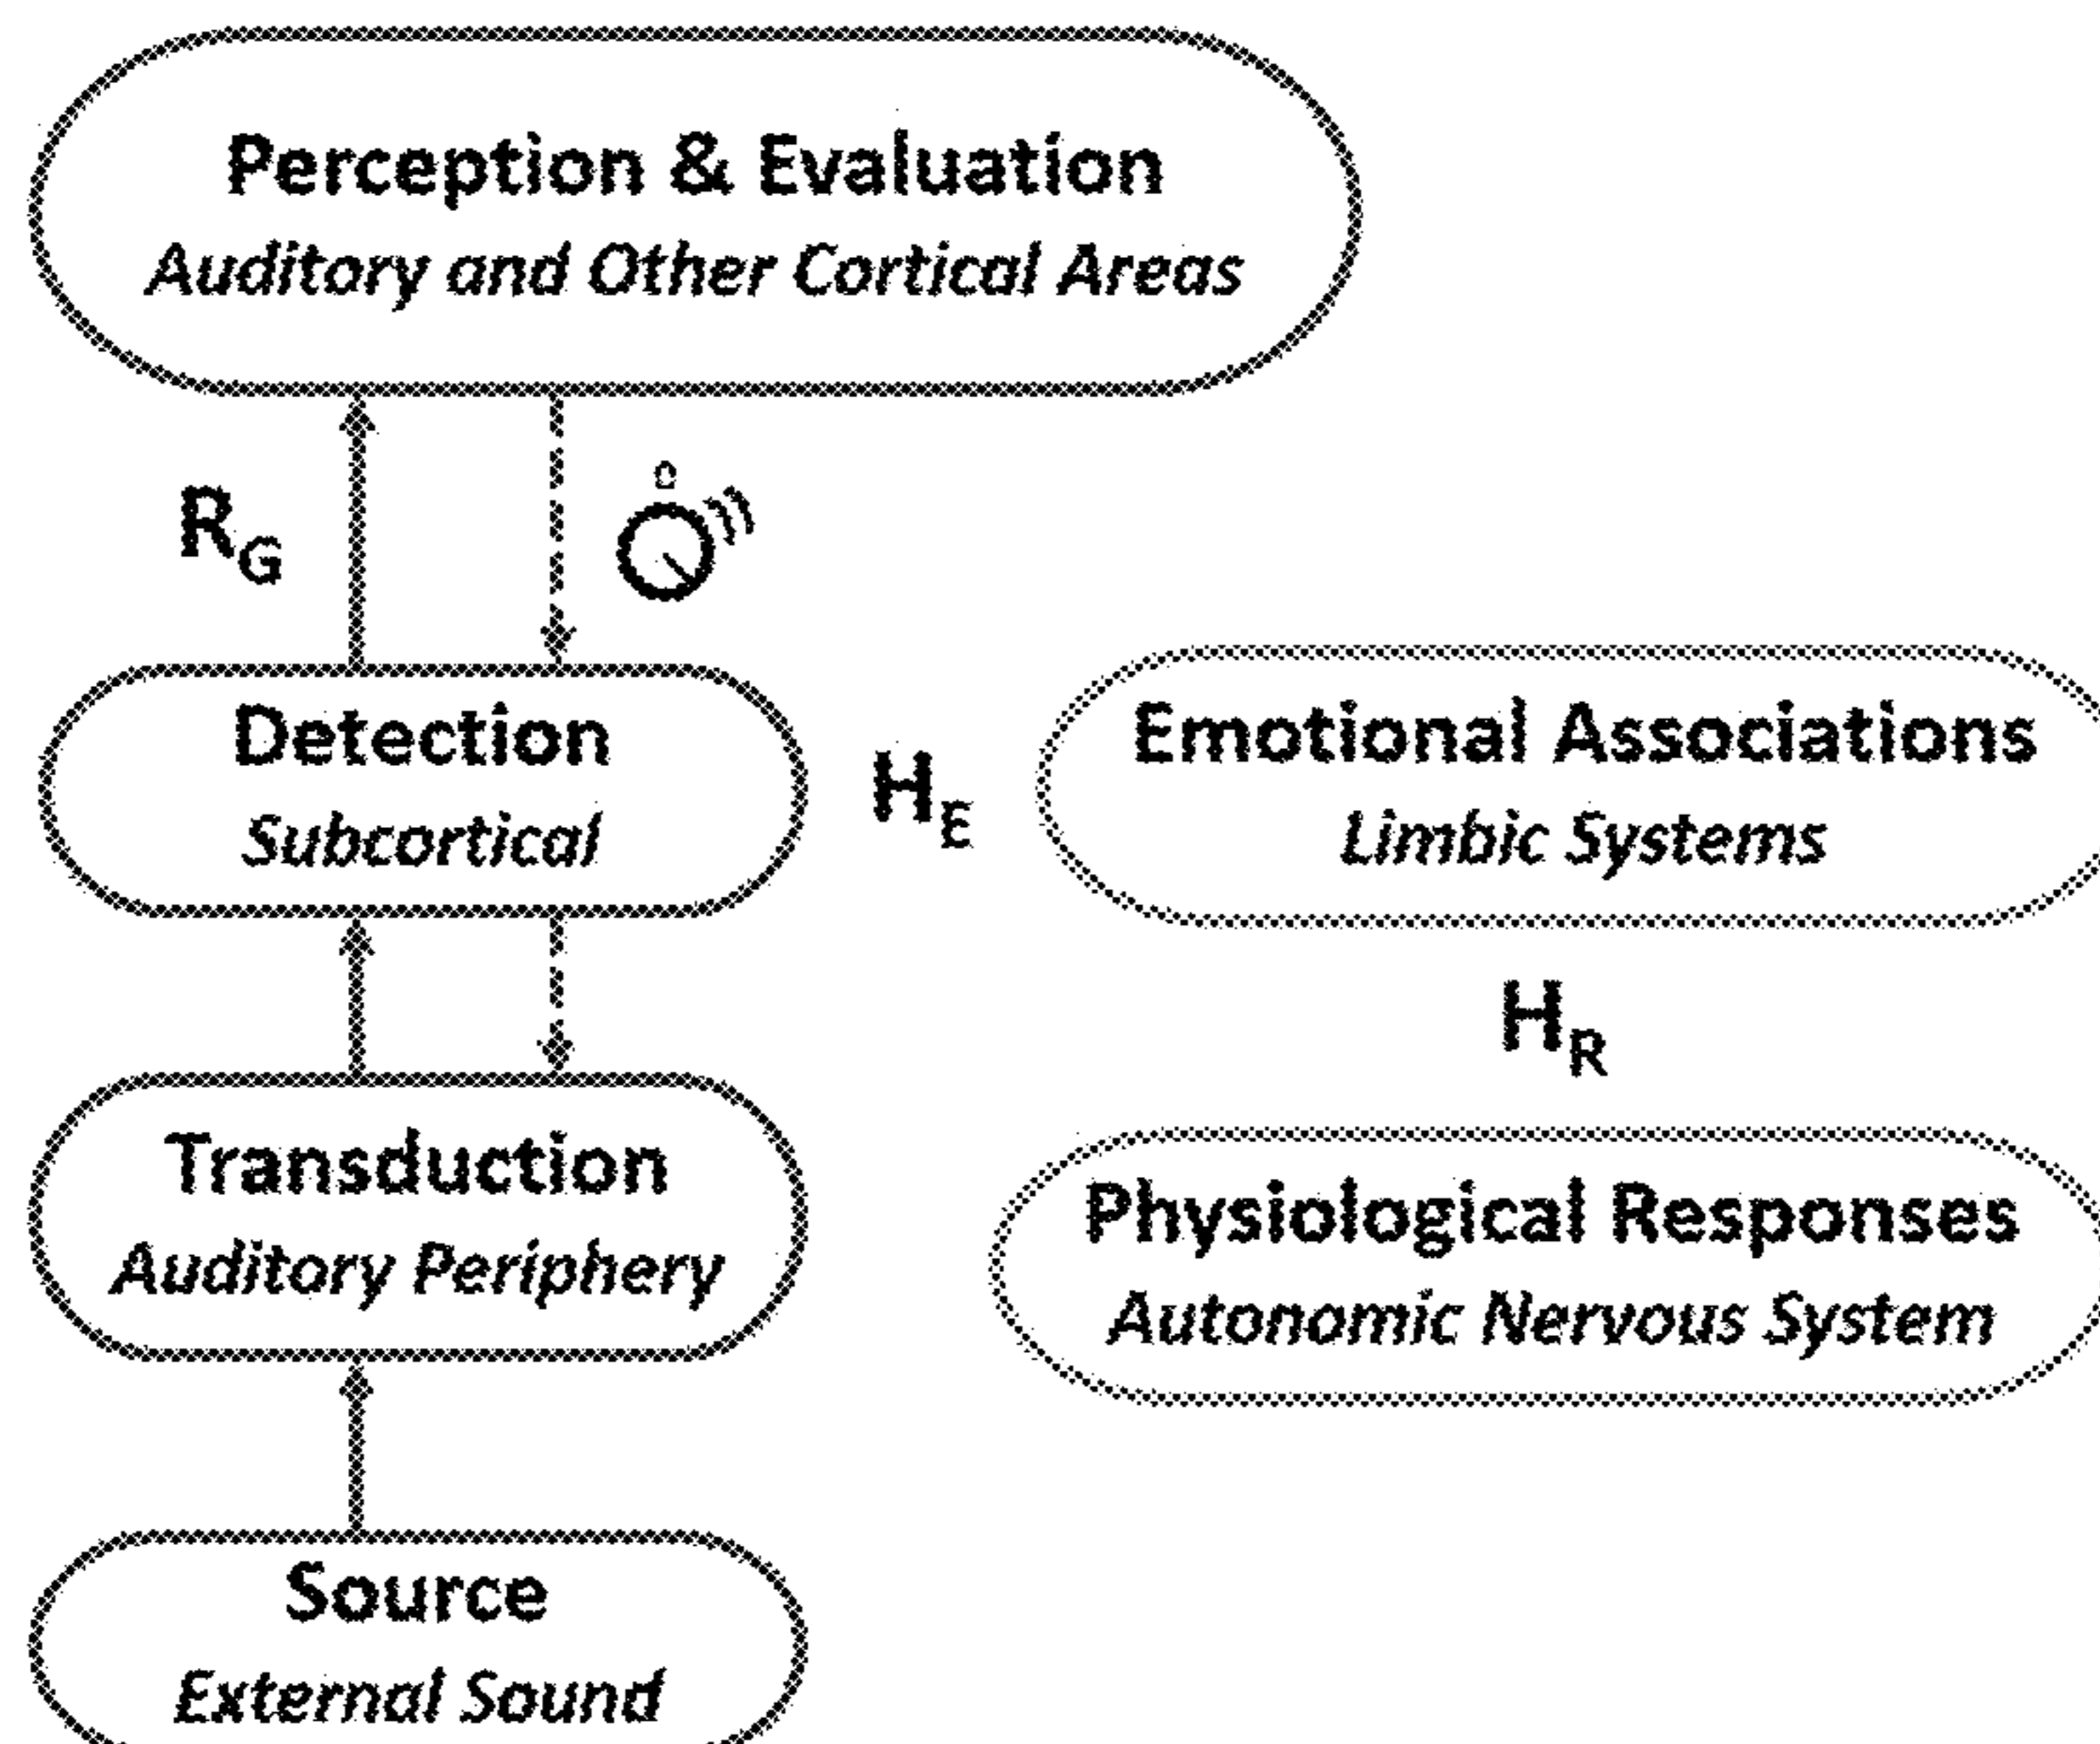 Perception & Evaluation
Auditory and Other Cortical Areas
R_G
Detection
Subcortical
H_E
Emotional Associations
Limbic Systems
H_R
Transduction
Auditory Periphery
Physiological Responses
Autonomic Nervous System
Source
External Sound